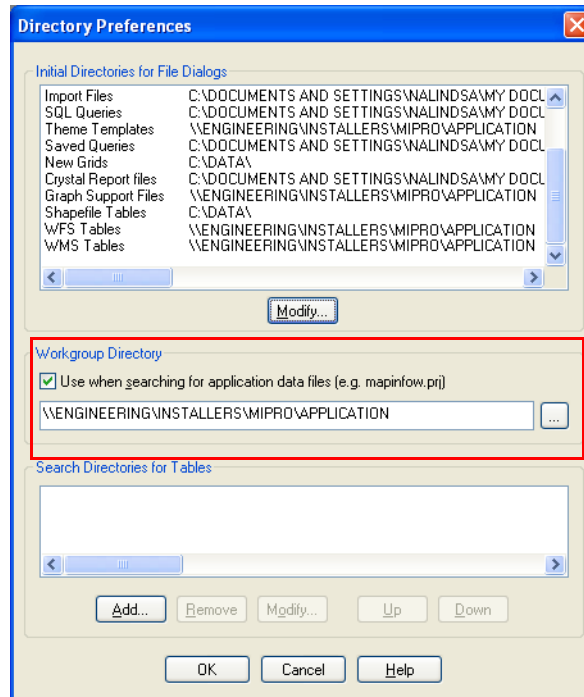 Directory Preferences
Initial Directories for File Dialogs
Import Files C:\DOCUMENTS AND SETTINGS\NALINDSA\MY DOCU
SQL Queries C:\DOCUMENTS AND SETTINGS\NALINDSA\MY DOCU
Theme Templates \\ENGINEERING\INSTALLERS\MIPRO\APPLICATION
Saved Queries C:\DOCUMENTS AND SETTINGS\NALINDSA\MY DOCU
New Grids C:\DATA\
Crystal Report files C:\DOCUMENTS AND SETTINGS\NALINDSA\MY DOCU
Graph Support Files \\ENGINEERING\INSTALLERS\MIPRO\APPLICATION
Shapefile Tables C:\DATA\
WFS Tables \\ENGINEERING\INSTALLERS\MIPRO\APPLICATION
WMS Tables \\ENGINEERING\INSTALLERS\MIPRO\APPLICATION
Modify...
Workgroup Directory
Use when searching for application data files (e.g. mapinfow.prj)
\\ENGINEERING\INSTALLERS\MIPRO\APPLICATION ...
Search Directories for Tables
Add... Remove Modify... Up Down
OK Cancel Help